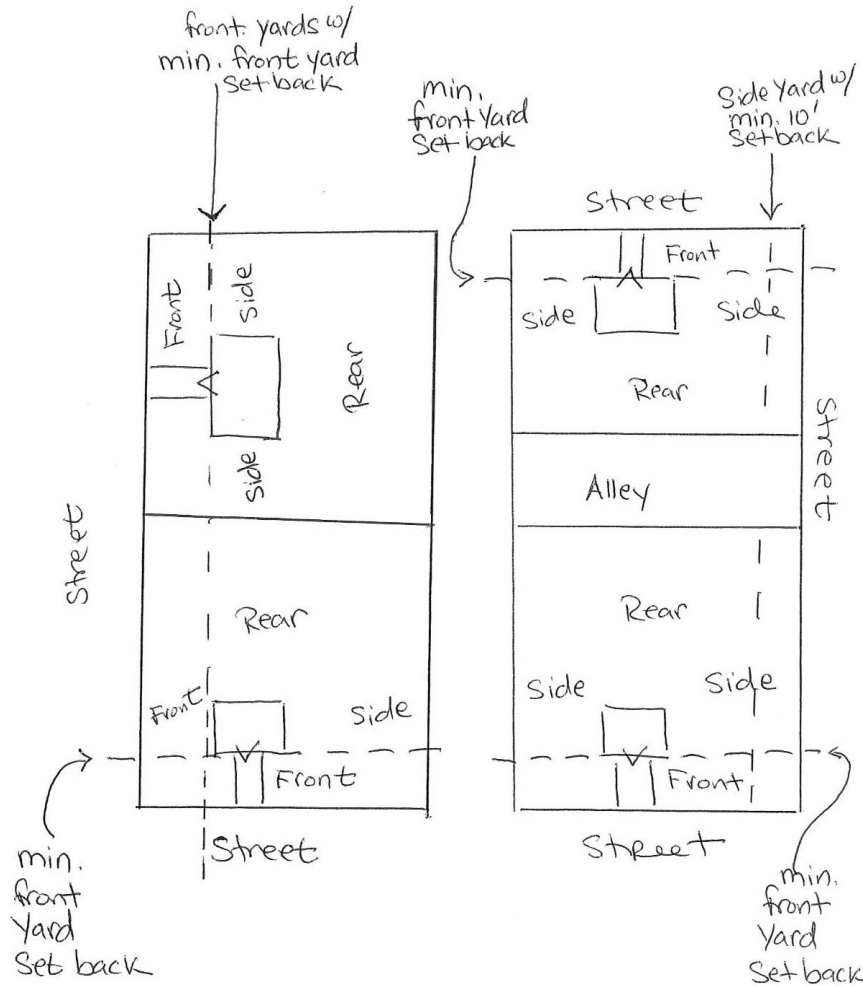 front yards w/
min. front yard
Setback
min.
front Yard
Set back
Side Yard w/
min. 10'
Setback
Street
Front
Side
Front
Side
Side
Rear
Rear
Side
Street
Alley
Street
Rear
Rear
Front
Side
Side
Side
Front
Front
Street
Street
min.
front
Yard
Set back
min.
front
Yard
Setback